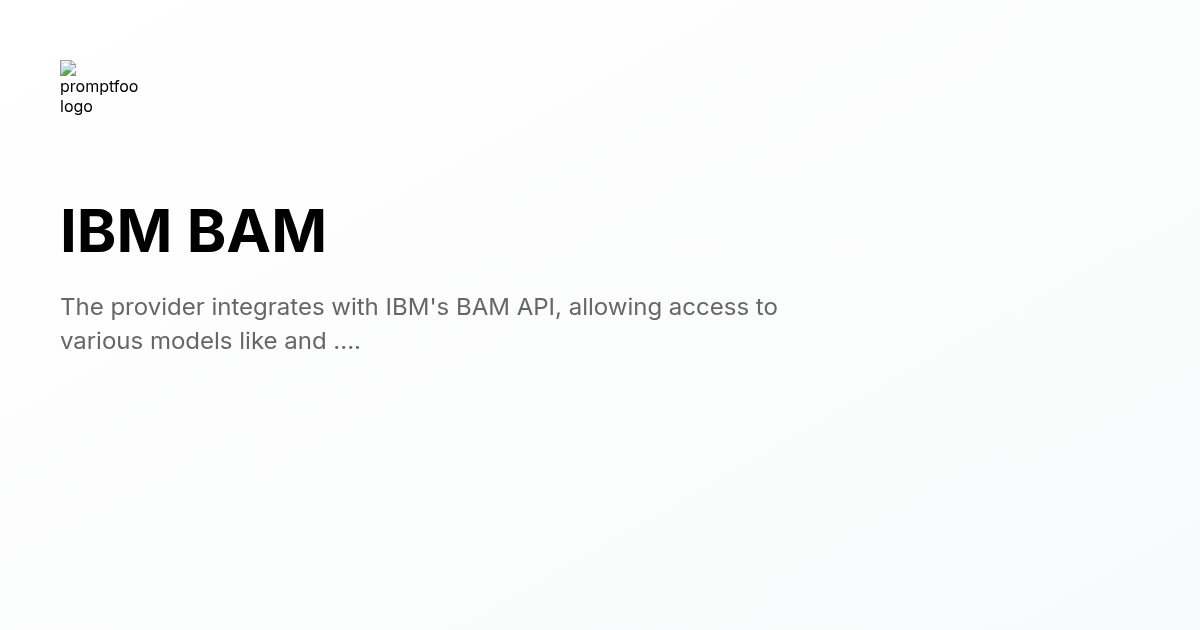 promptfoo
logo
IBM BAM
The provider integrates with IBM's BAM API, allowing access to
various models like and ....